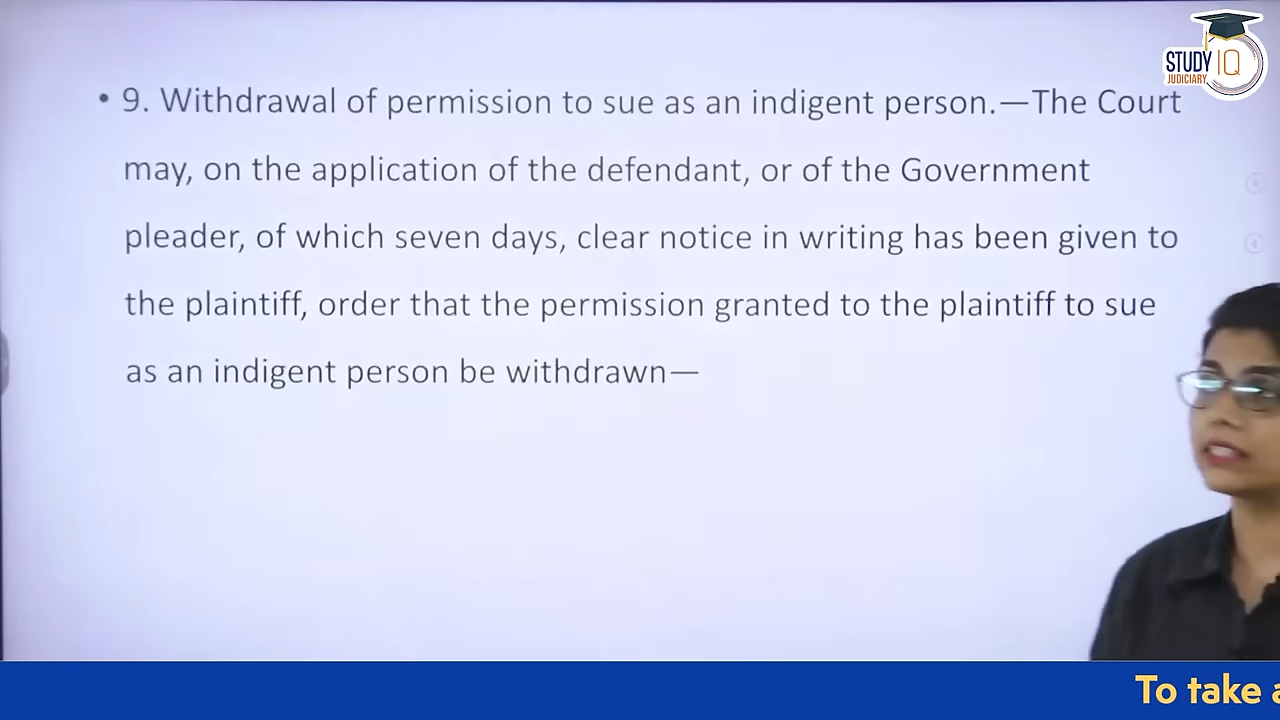 STUDY IQ
JUDICIARY
• 9. Withdrawal of permission to sue as an indigent person.—The Court
may, on the application of the defendant, or of the Government
pleader, of which seven days, clear notice in writing has been given to
the plaintiff, order that the permission granted to the plaintiff to sue
as an indigent person be withdrawn—
To take a